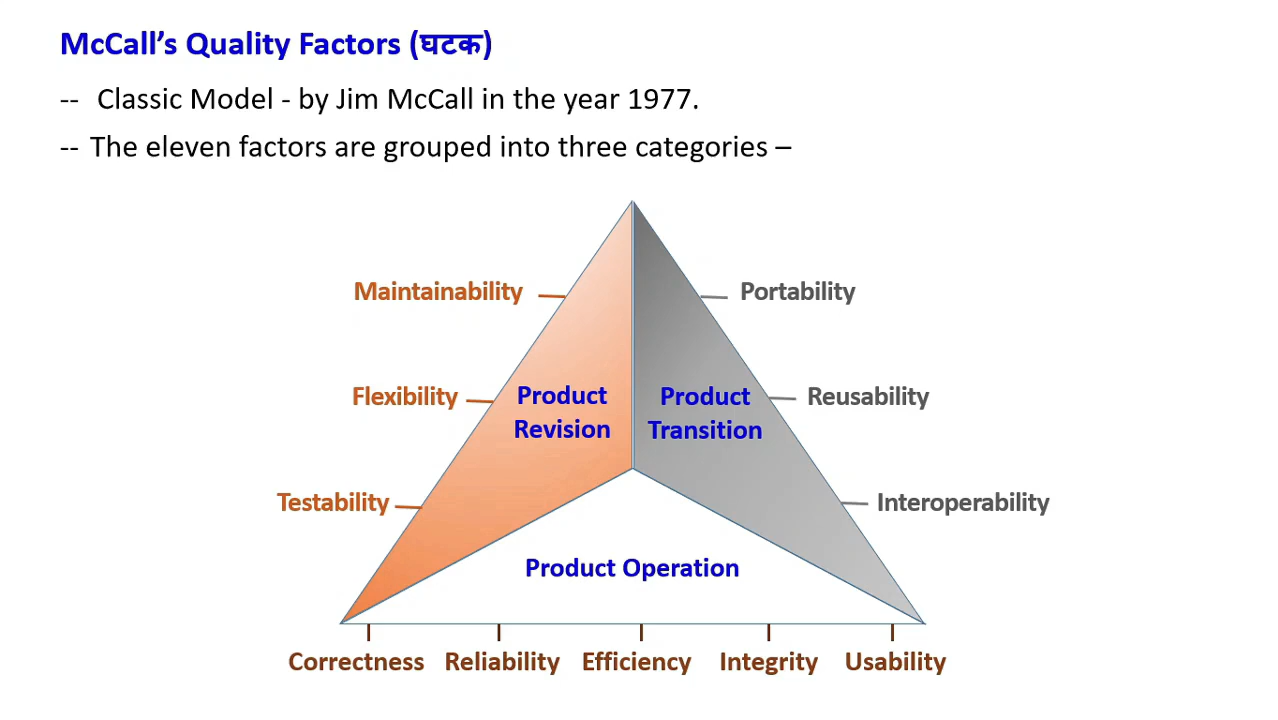 McCall’s Quality Factors (घटक)
-- Classic Model - by Jim McCall in the year 1977.
-- The eleven factors are grouped into three categories –
Maintainability
Portability
Flexibility
Product
Revision
Product
Transition
Reusability
Testability
Interoperability
Product Operation
Correctness
Reliability
Efficiency
Integrity
Usability